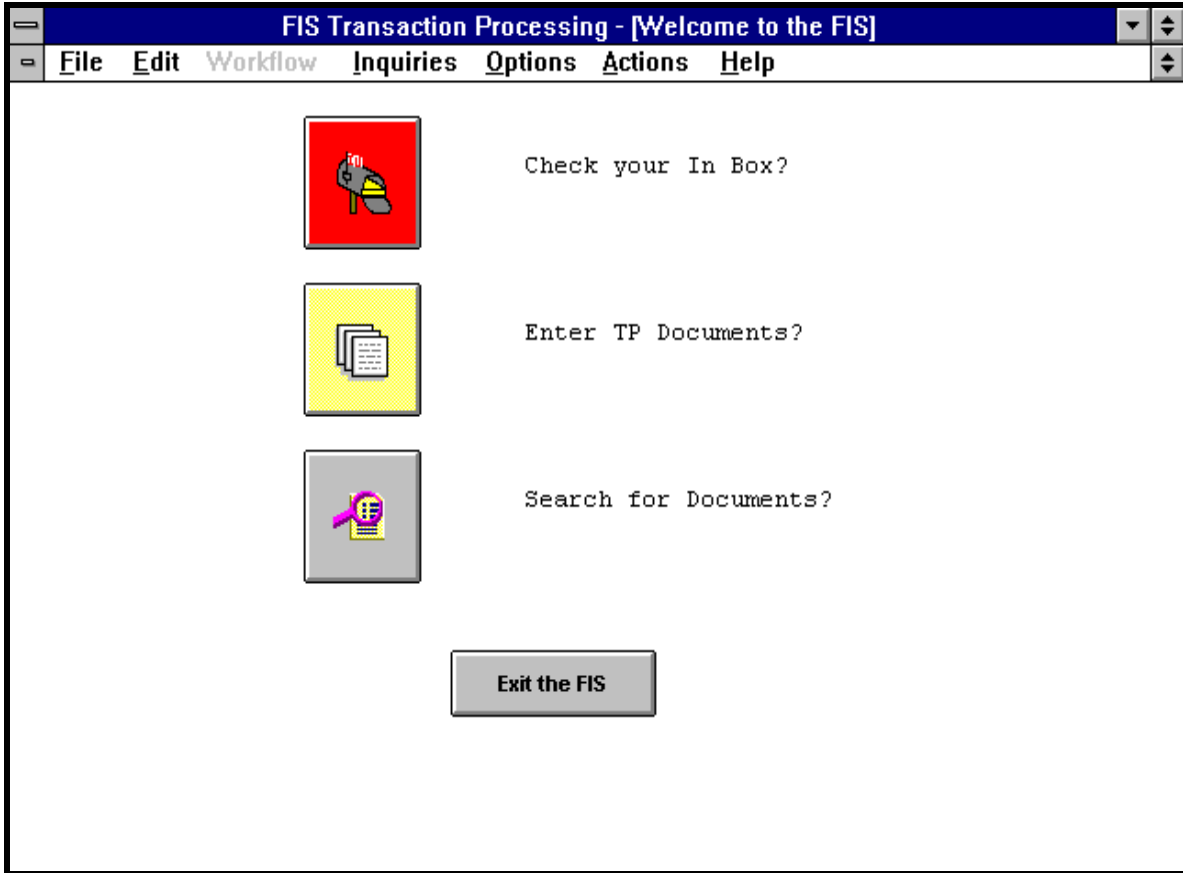 FIS Transaction Processing - [Welcome to the FIS]
File Edit Workflow Inquiries Options Actions Help
Check your In Box?
Enter TP Documents?
Search for Documents?
Exit the FIS